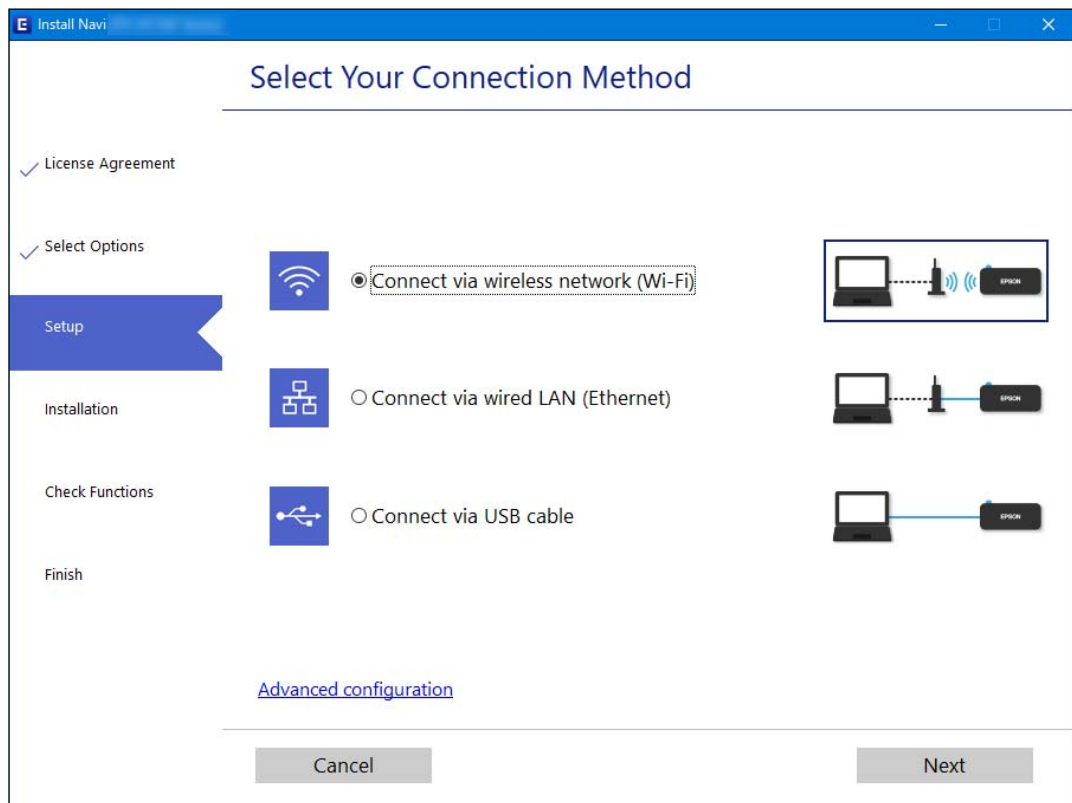 Install Navi
Select Your Connection Method
License Agreement
Select Options
Setup
Installation
Check Functions
Finish
Connect via wireless network (Wi-Fi)
EPSON
Connect via wired LAN (Ethernet)
EPSON
Connect via USB cable
EPSON
Advanced configuration
Cancel
Next